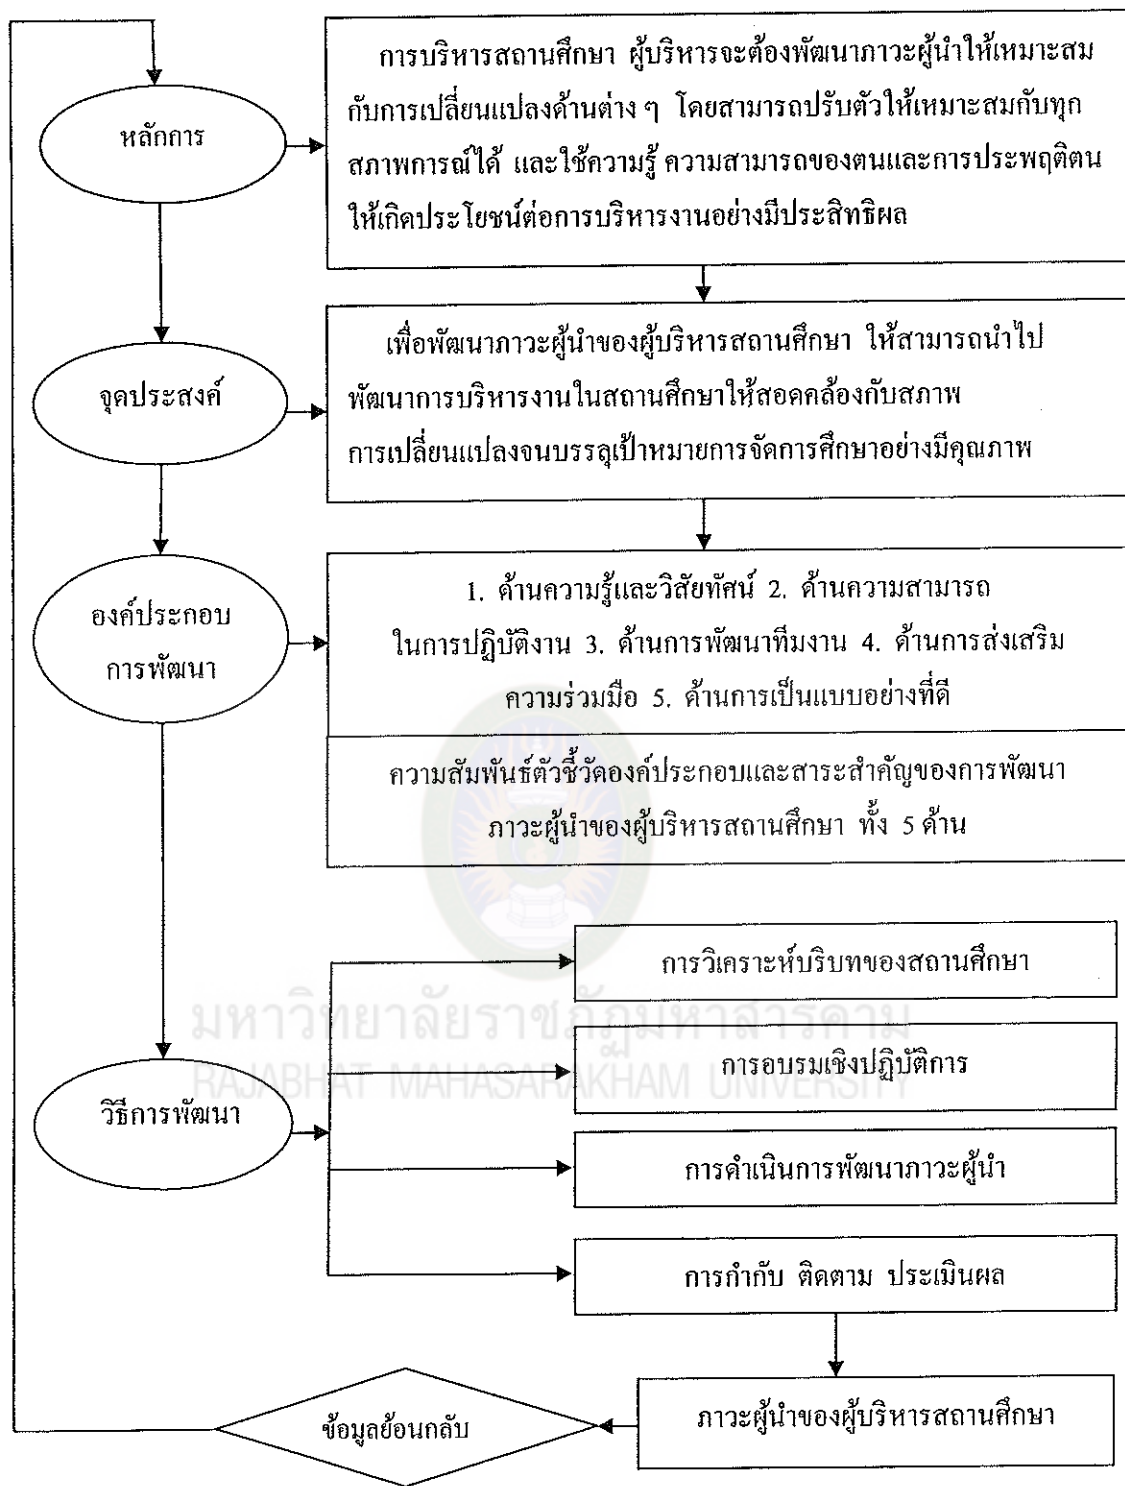 หลักการ
การบริหารสถานศึกษา ผู้บริหารจะต้องพัฒนาภาวะผู้นำให้เหมาะสม
กับการเปลี่ยนแปลงด้านต่าง ๆ โดยสามารถปรับตัวให้เหมาะสมกับทุก
สภาพการณ์ได้ และใช้ความรู้ ความสามารถของตนและการประพฤติตน
ให้เกิดประโยชน์ต่อการบริหารงานอย่างมีประสิทธิผล
จุดประสงค์
เพื่อพัฒนาภาวะผู้นำของผู้บริหารสถานศึกษา ให้สามารถนำไป
พัฒนาการบริหารงานในสถานศึกษาให้สอดคล้องกับสภาพ
การเปลี่ยนแปลงจนบรรลุเป้าหมายการจัดการศึกษาอย่างมีคุณภาพ
องค์ประกอบ
การพัฒนา
1. ด้านความรู้และวิสัยทัศน์ 2. ด้านความสามารถ
ในการปฏิบัติงาน 3. ด้านการพัฒนาทีมงาน 4. ด้านการส่งเสริม
ความร่วมมือ 5. ด้านการเป็นแบบอย่างที่ดี
ความสัมพันธ์ตัวชี้วัดองค์ประกอบและสาระสำคัญของการพัฒนา
ภาวะผู้นำของผู้บริหารสถานศึกษา ทั้ง 5 ด้าน
วิธีการพัฒนา
การวิเคราะห์บริบทของสถานศึกษา
มหาวิทยาลัยราชภัฏมหาสารคาม
การอบรมเชิงปฏิบัติการ
RAJABHAT MAHASARAKHAM UNIVERSITY
การดำเนินการพัฒนาภาวะผู้นำ
การกำกับ ติดตาม ประเมินผล
ภาวะผู้นำของผู้บริหารสถานศึกษา
ข้อมูลย้อนกลับ